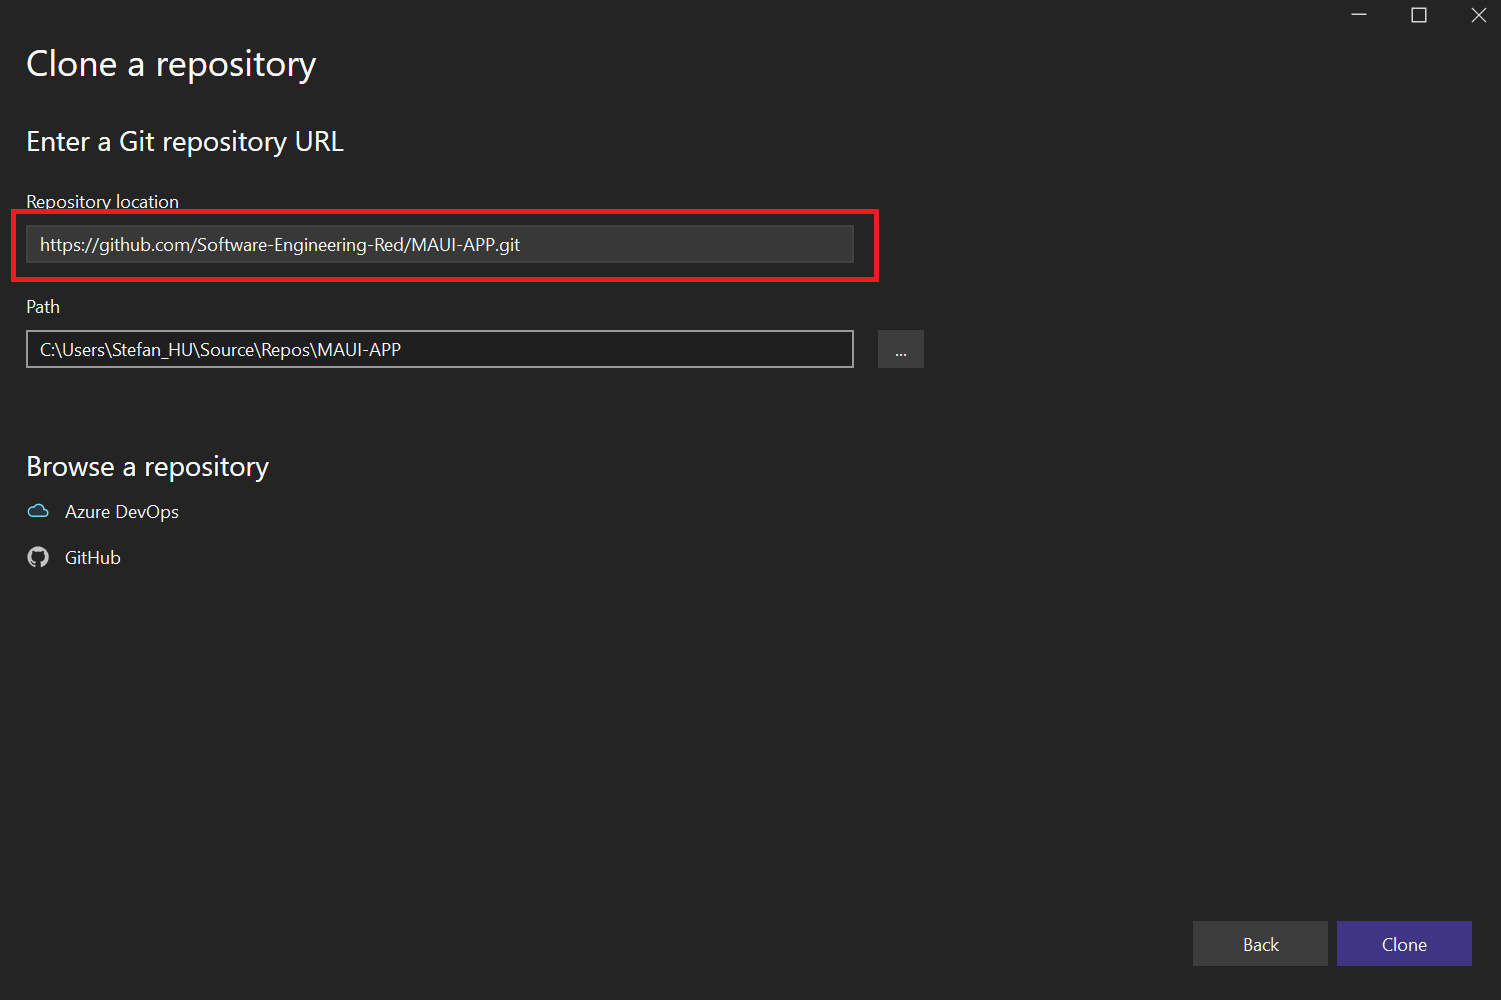 Clone a repository
Enter a Git repository URL
Repository location
https://github.com/Software-Engineering-Red/MAUI-APP.git
Path
C:\Users\Stefan_HU\Source\Repos\MAUI-APP
...
Browse a repository
Azure DevOps
GitHub
Back
Clone